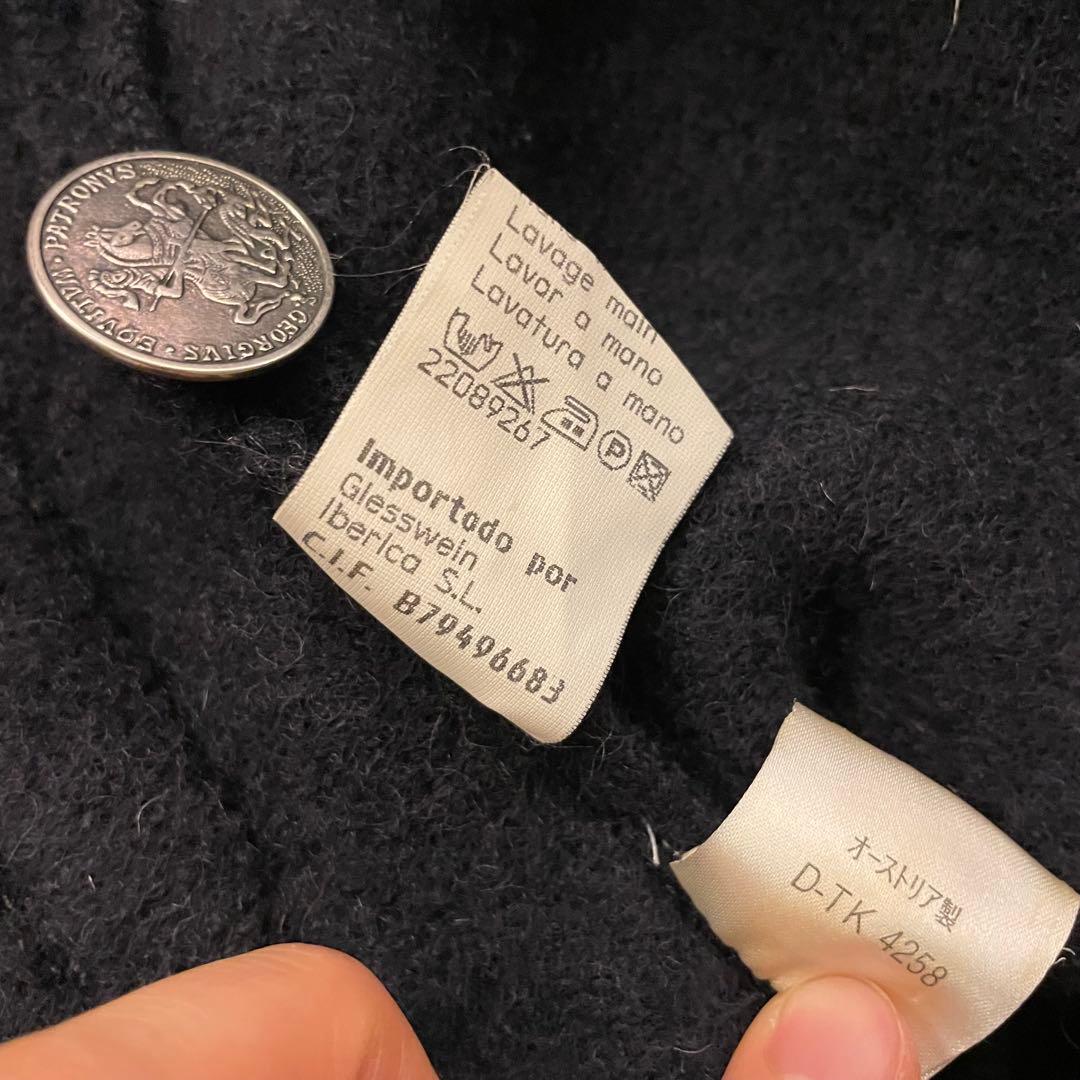 S·GEORGIVS·EQVITVM·PATRONVS·
Lavage main
Lavar a mano
Lavatura a mano
P
22089267
Importado por
Glesswein
Iberica S.L.
C.I.F. B79496683
オーストリア製
D-TK 4258